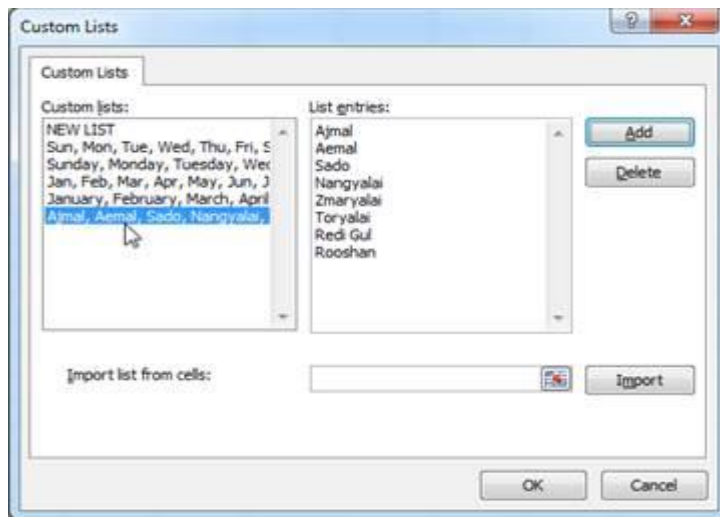 Custom Lists
Custom Lists
Custom lists:
NEW LIST
Sun, Mon, Tue, Wed, Thu, Fri, S
Sunday, Monday, Tuesday, Wed
Jan, Feb, Mar, Apr, May, Jun, J
January, February, March, April
Ajmal, Aemal, Sado, Nangyalai,
List entries:
Ajmal
Aemal
Sado
Nangyalai
Zmaryalai
Toryalai
Redi Gul
Rooshan
Add
Delete
Import list from cells:
Import
OK
Cancel